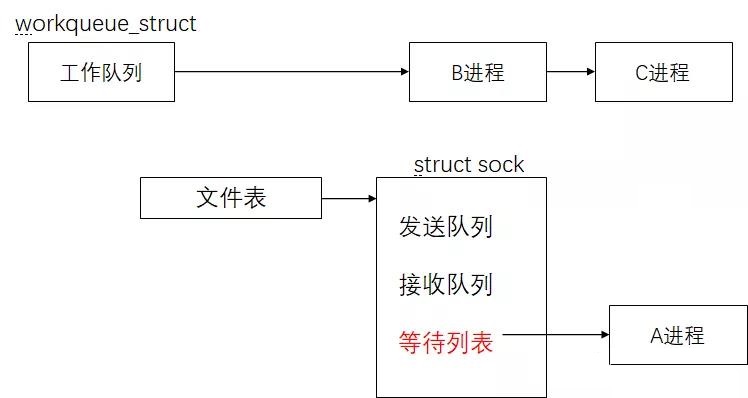 workqueue_struct
工作队列
B进程
C进程
struct sock
文件表
发送队列
接收队列
等待列表
A进程